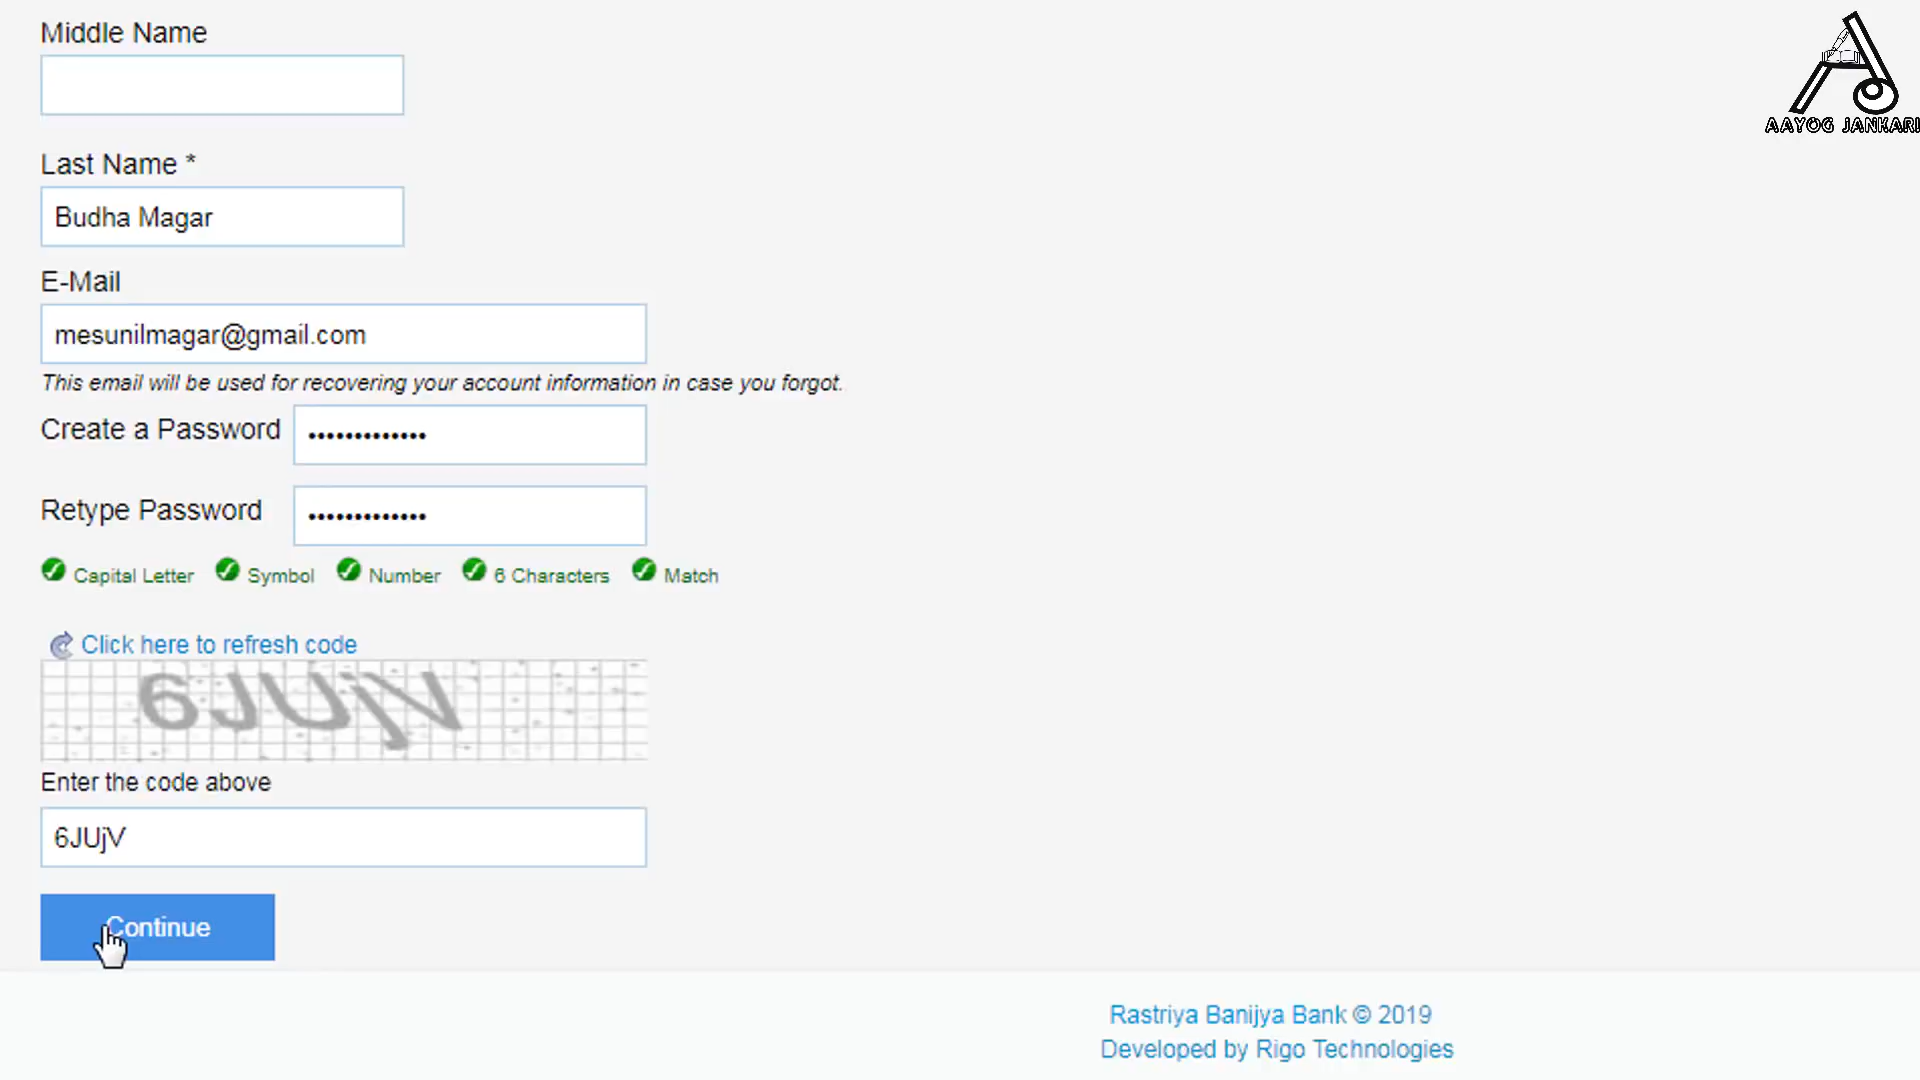 Middle Name
AAYOG JANKARI
Last Name *
Budha Magar
E-Mail
mesunilmagar@gmail.com
This email will be used for recovering your account information in case you forgot.
Create a Password •••••••••••••
Retype Password •••••••••••••
Capital Letter Symbol Number 6 Characters Match
Click here to refresh code
6JUjV
Enter the code above
6JUjV
Continue
Rastriya Banijya Bank © 2019
Developed by Rigo Technologies